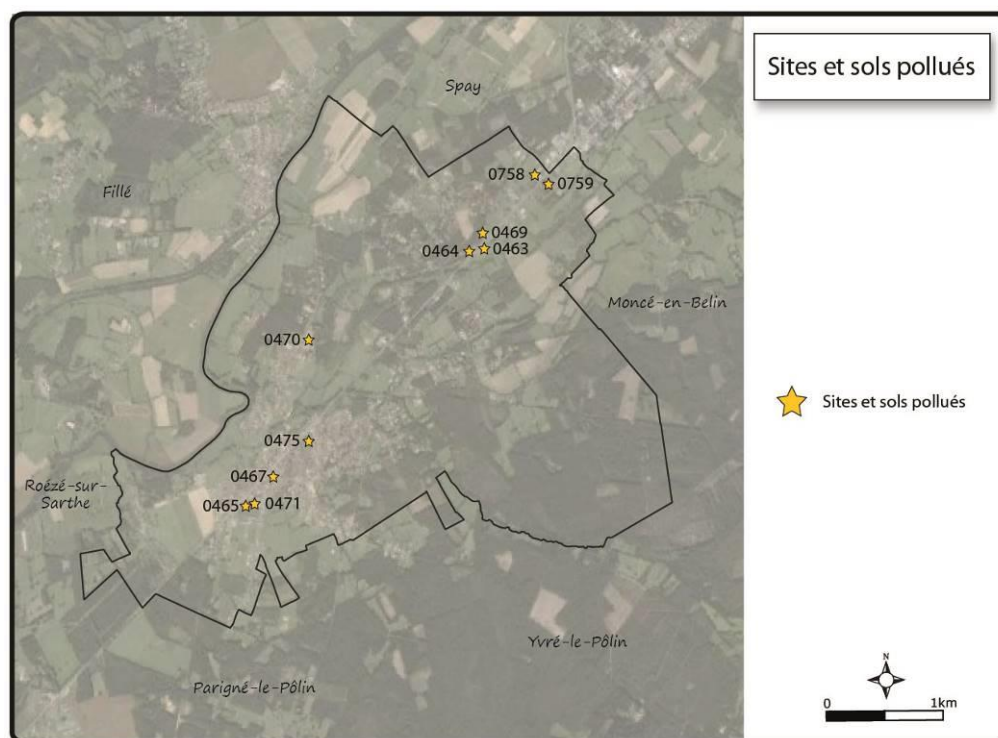 Sites et sols pollués
Spay
Fillé
0758
0759
0469
0464
0463
Moncé-en-Belin
0470
Sites et sols pollués
0475
0467
Roézé-sur-
Sarthe
0465
0471
Yvré-le-Pôlin
Parigné-le-Pôlin
N
0
1km